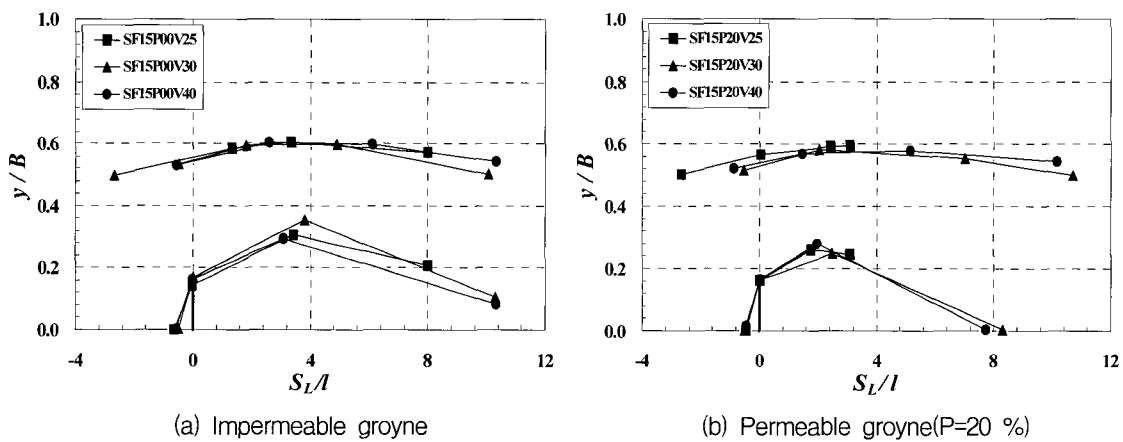 1.0
0.8
0.6
0.4
0.2
0.0
y / B
SF15P00V25
SF15P00V30
SF15P00V40
-4 0 4 8 12
S_L/l
(a) Impermeable groyne
1.0
0.8
0.6
0.4
0.2
0.0
y / B
SF15P20V25
SF15P20V30
SF15P20V40
-4 0 4 8 12
S_L/l
(b) Permeable groyne(P=20 %)